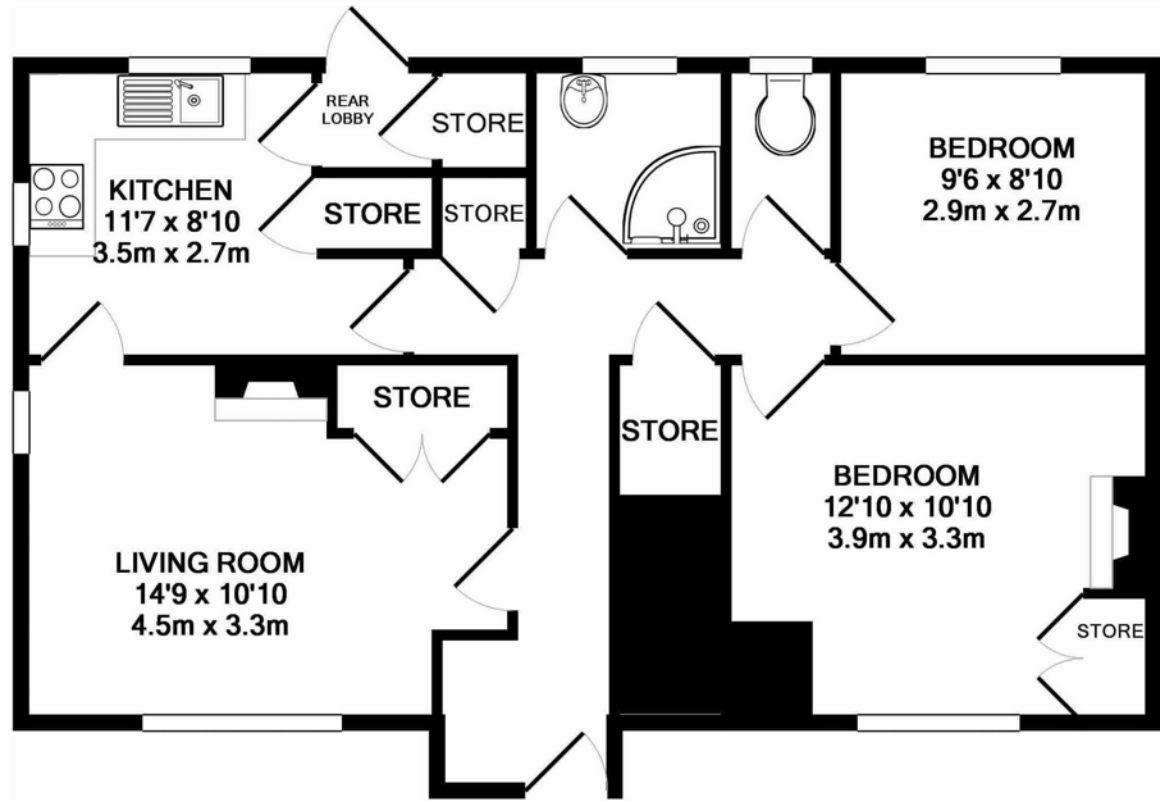 REAR
LOBBY
STORE
KITCHEN
11'7 x 8'10
3.5m x 2.7m
STORE
STORE
BEDROOM
9'6 x 8'10
2.9m x 2.7m
STORE
STORE
LIVING ROOM
14'9 x 10'10
4.5m x 3.3m
BEDROOM
12'10 x 10'10
3.9m x 3.3m
STORE